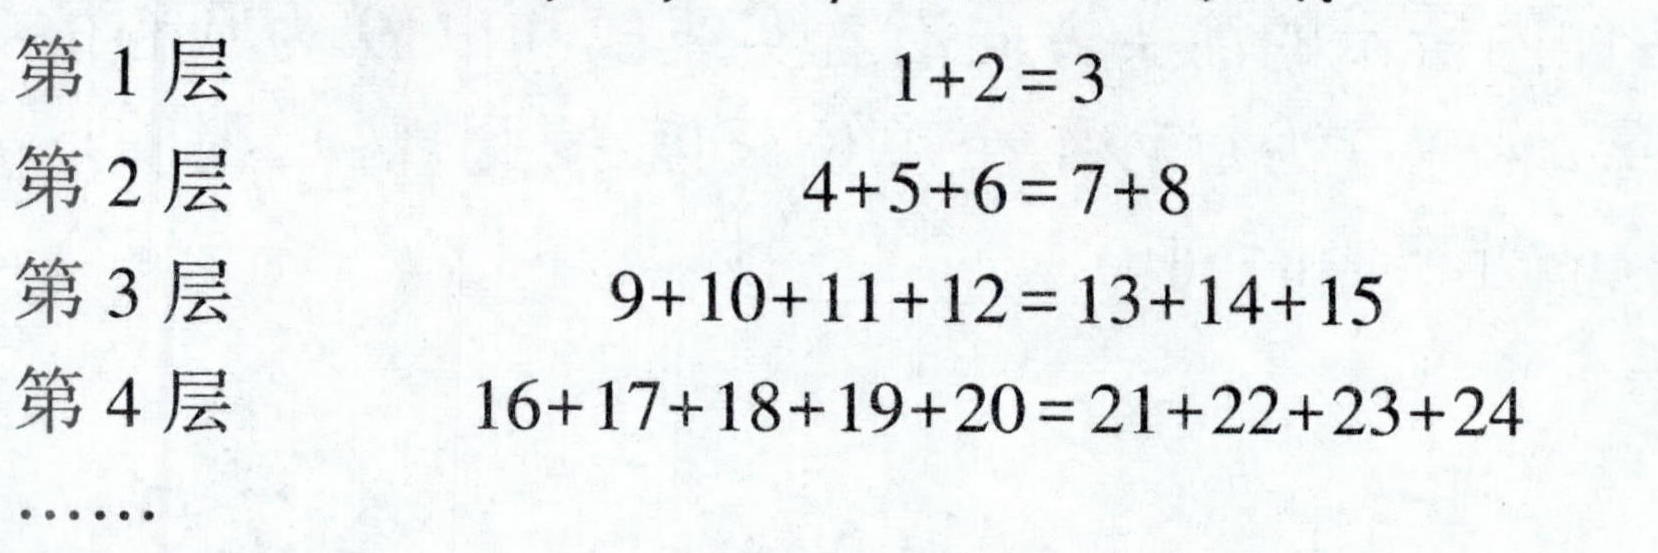 第1层 1+2=3
第2层 4+5+6=7+8
第3层 9+10+11+12=13+14+15
第4层 16+17+18+19+20=21+22+23+24
……